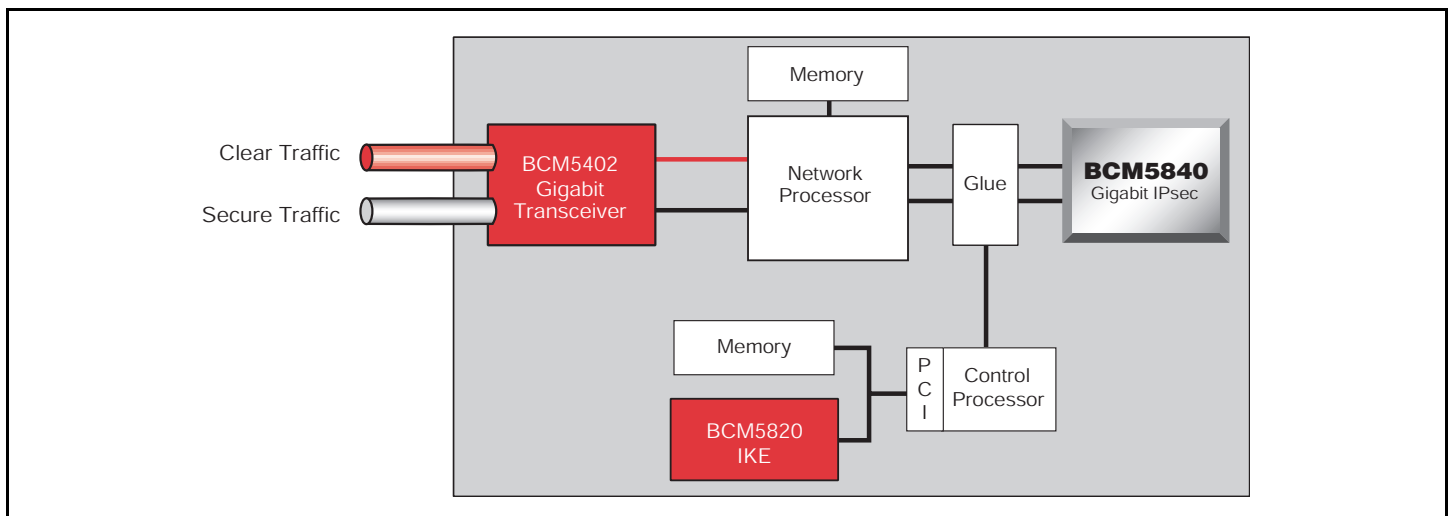 Memory
Clear Traffic
Secure Traffic
BCM5402
Gigabit
Transceiver
Network
Processor
Glue
BCM5840
Gigabit IPsec
Memory
BCM5820
IKE
P
C
I
Control
Processor